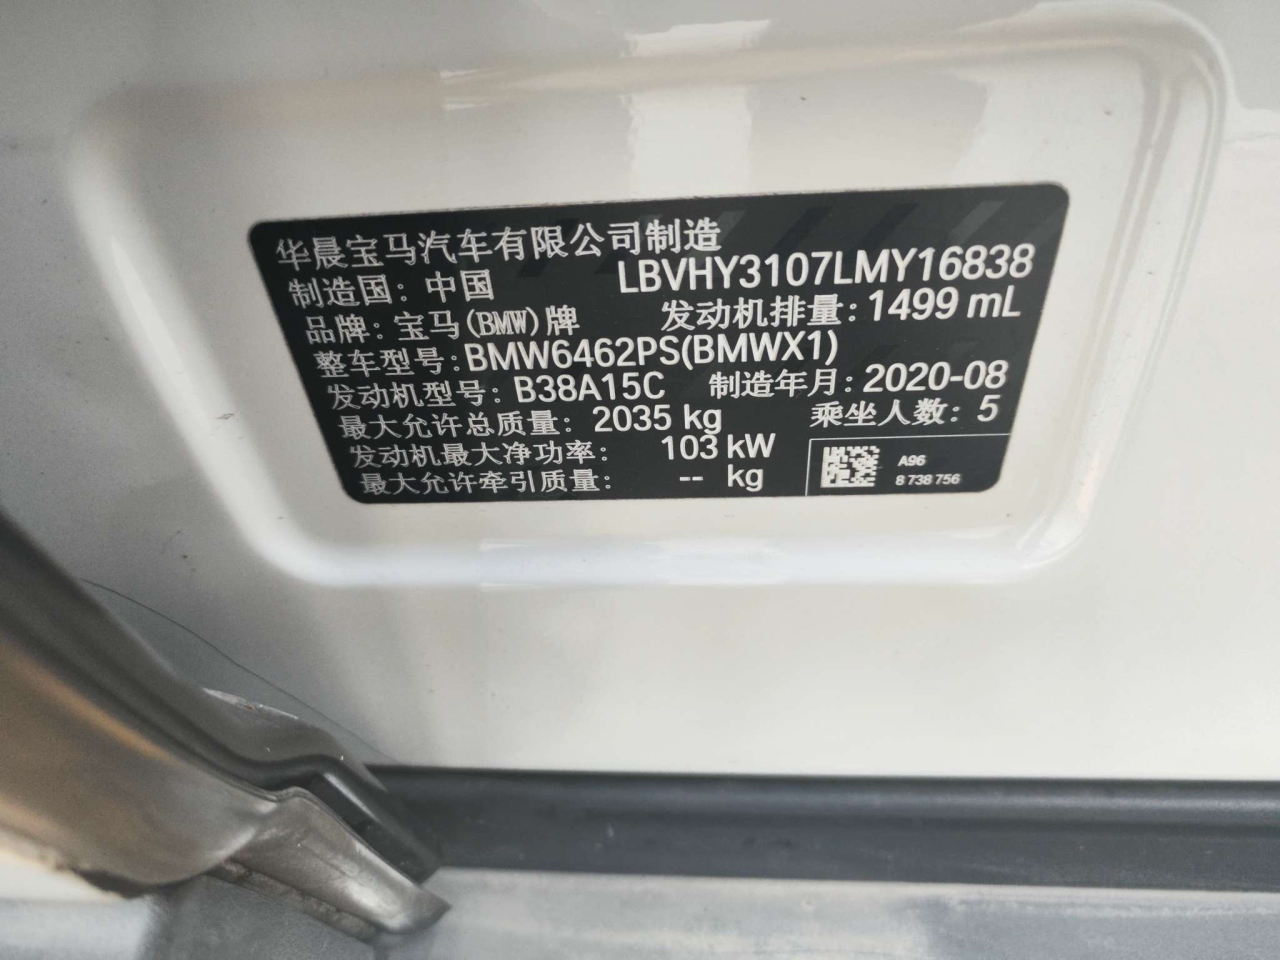 华晨宝马汽车有限公司制造
制造国：中国 LBVHY3107LMY16838
品牌：宝马(BMW)牌 发动机排量：1499 mL
整车型号：BMW6462PS(BMWX1)
发动机型号：B38A15C 制造年月：2020-08
最大允许总质量：2035 kg 乘坐人数：5
发动机最大净功率：103 kW
最大允许牵引质量：-- kg
A96
8 738 756